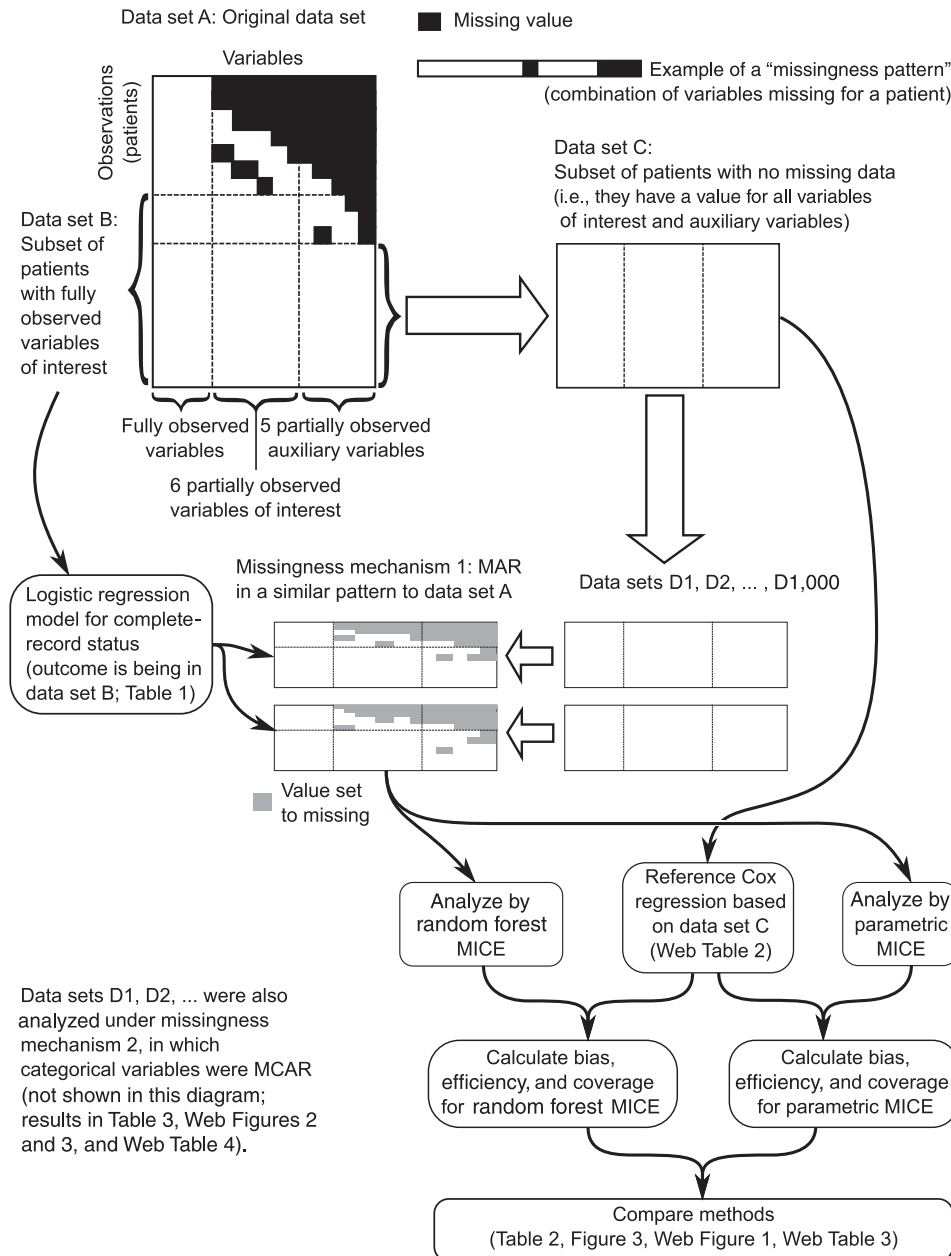 Data set A: Original data set
Missing value
Variables
Observations
(patients)
Example of a “missingness pattern”
(combination of variables missing for a patient)
Data set C:
Subset of patients with no missing data
(i.e., they have a value for all variables
of interest and auxiliary variables)
Data set B:
Subset of
patients
with fully
observed
variables
of interest
Fully observed
variables
5 partially observed
auxiliary variables
6 partially observed
variables of interest
Missingness mechanism 1: MAR
in a similar pattern to data set A
Data sets D1, D2, ... , D1,000
Logistic regression
model for complete-
record status
(outcome is being in
data set B; Table 1)
Value set
to missing
Analyze by
random forest
MICE
Reference Cox
regression based
on data set C
(Web Table 2)
Analyze by
parametric
MICE
Data sets D1, D2, ... were also
analyzed under missingness
mechanism 2, in which
categorical variables were MCAR
(not shown in this diagram;
results in Table 3, Web Figures 2
and 3, and Web Table 4).
Calculate bias,
efficiency, and coverage
for random forest MICE
Calculate bias,
efficiency, and coverage
for parametric MICE
Compare methods
(Table 2, Figure 3, Web Figure 1, Web Table 3)